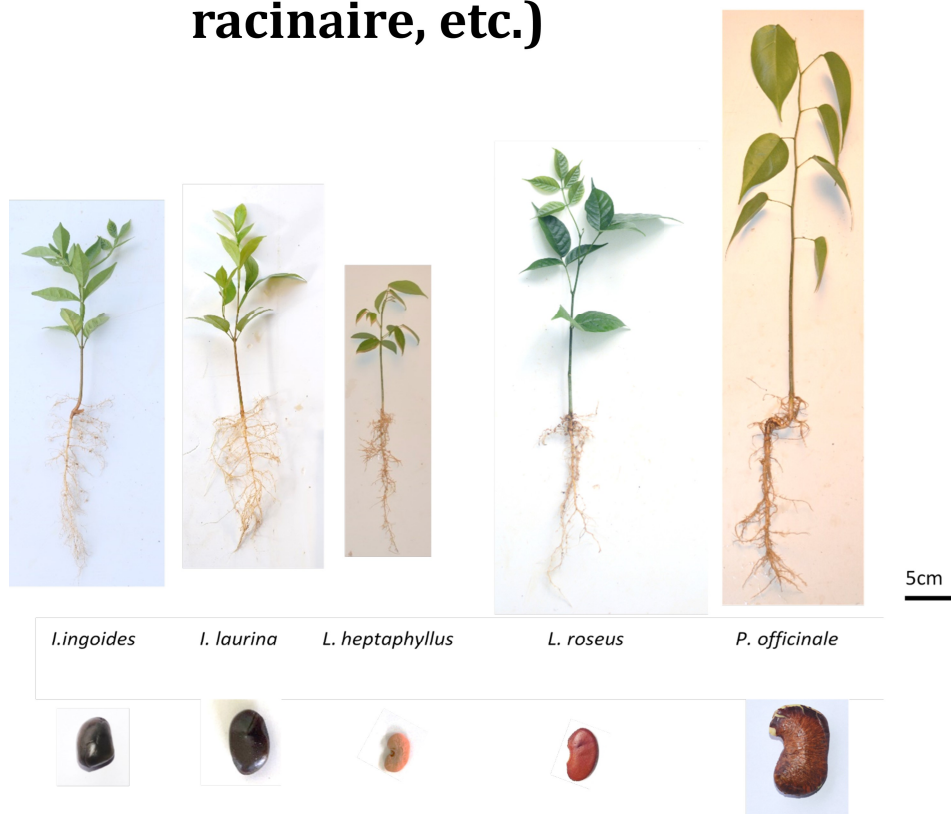 racinaire, etc.)
5cm
I.ingoides I. laurina L. heptaphyllus L. roseus P. officinale